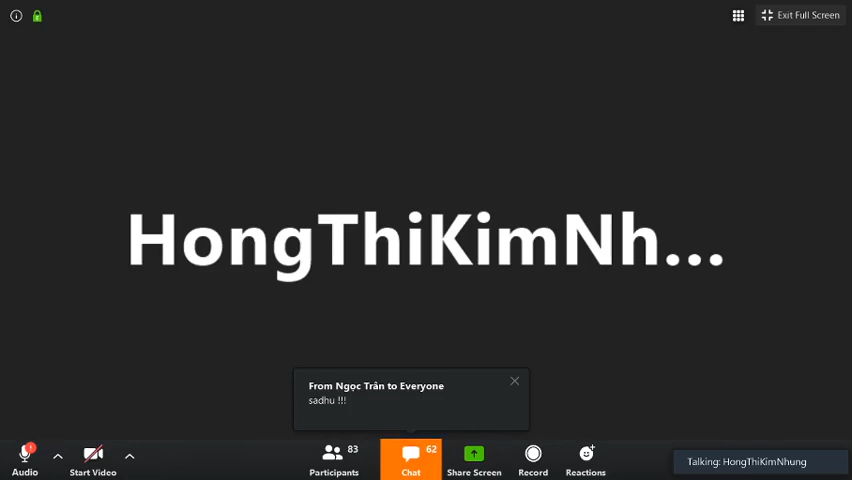 Exit Full Screen
HongThiKimNh...
From Ngọc Trân to Everyone
sadhu !!!
83
62
Audio
Start Video
Participants
Chat
Share Screen
Record
Reactions
Talking: HongThiKimNhung